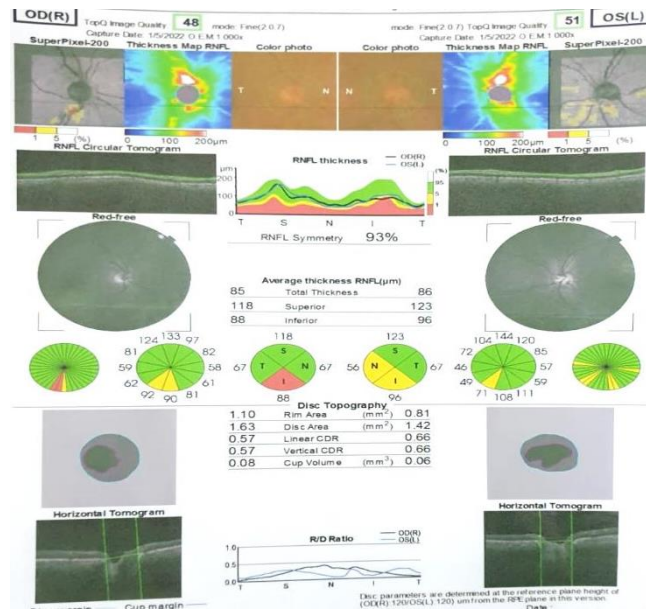 OD(R) TopQ Image Quality 48 mode: Fine(2.0.7)
Capture Date: 1/5/2022 O.E.M:1.000x
mode: Fine(2.0.7) TopQ Image Quality 51 OS(L)
Capture Date: 1/5/2022 O.E.M:1.000x
SuperPixel-200 Thickness Map RNFL Color photo Color photo Thickness Map RNFL SuperPixel-200
T N N T
1 5 (%) 0 100 200μm 0 100 200μm 1 5 (%)
RNFL Circular Tomogram
RNFL thickness OD(R) OS(L)
RNFL Circular Tomogram
μm
200
100
0
(%)
95
5
1
T S N I T
RNFL Symmetry 93%
Red-free
Red-free
Average thickness RNFL(μm)
85 Total Thickness 86
118 Superior 123
88 Inferior 96
124 133 97
81 82
59 58
62 61
92 90 81
118
67 S T N I 67
88
123
56 S N T I 67
96
104 144 120
72 85
46 57
49 59
71 108 111
Disc Topography
1.10 Rim Area (mm²) 0.81
1.63 Disc Area (mm²) 1.42
0.57 Linear CDR 0.66
0.57 Vertical CDR 0.66
0.08 Cup Volume (mm³) 0.06
Horizontal Tomogram
Horizontal Tomogram
R/D Ratio OD(R) OS(L)
1.0
0.5
0.0
T S N I T
Disc parameters are determined at the reference plane height of
(OD(R):120/OS(L):120) um from the RPE plane in this version.
Cup margin
Date :